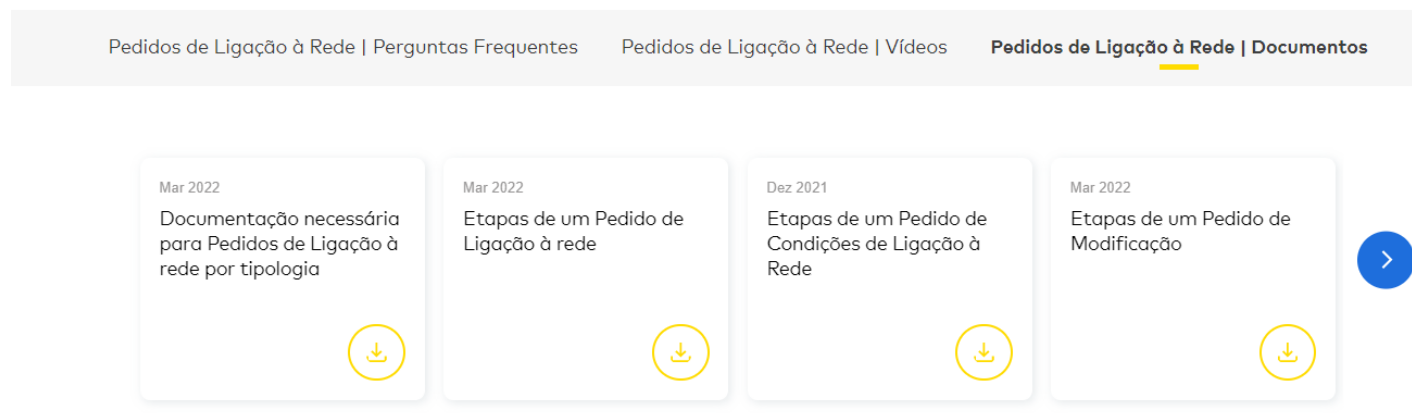 Pedidos de Ligação à Rede | Perguntas Frequentes
Pedidos de Ligação à Rede | Vídeos
Pedidos de Ligação à Rede | Documentos
Mar 2022
Documentação necessária
para Pedidos de Ligação à
rede por tipologia
Mar 2022
Etapas de um Pedido de
Ligação à rede
Dez 2021
Etapas de um Pedido de
Condições de Ligação à
Rede
Mar 2022
Etapas de um Pedido de
Modificação